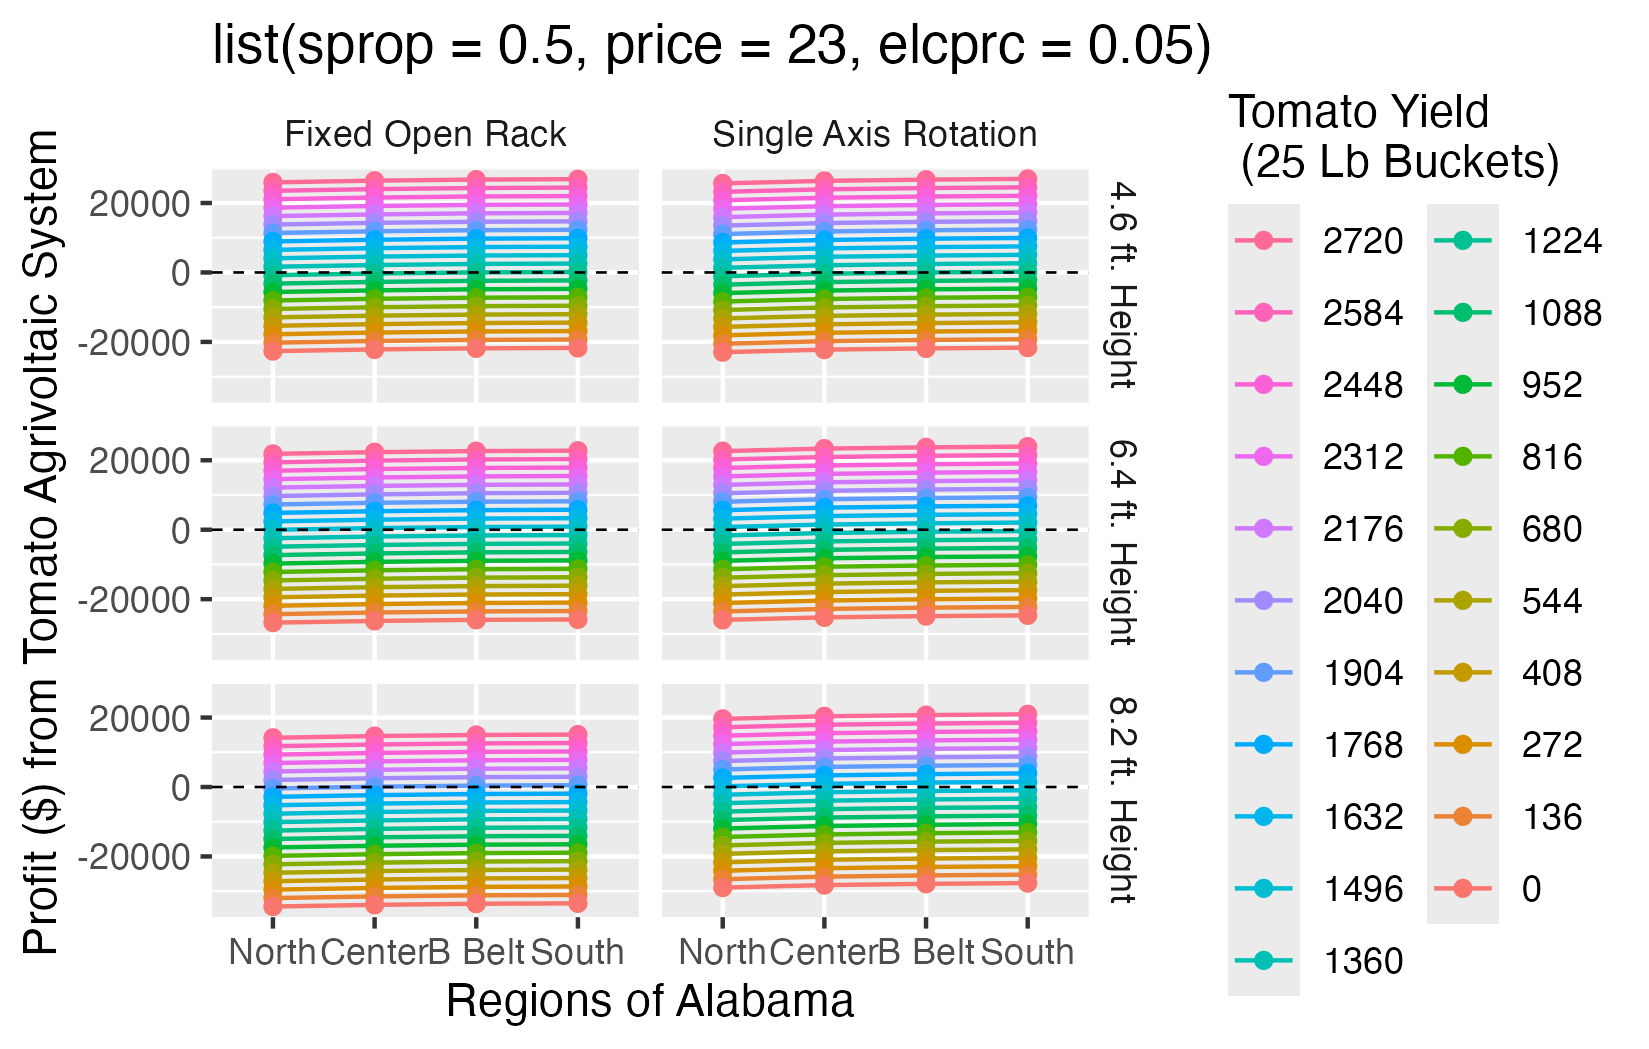 list(sprop = 0.5, price = 23, elcprc = 0.05)
Fixed Open Rack
Single Axis Rotation
Profit ($) from Tomato Agrivoltaic System
20000
0
-20000
4.6 ft. Height
20000
0
-20000
6.4 ft. Height
20000
0
-20000
8.2 ft. Height
North Center B Belt South
North Center B Belt South
Regions of Alabama
Tomato Yield
(25 Lb Buckets)
2720
2584
2448
2312
2176
2040
1904
1768
1632
1496
1360
1224
1088
952
816
680
544
408
272
136
0